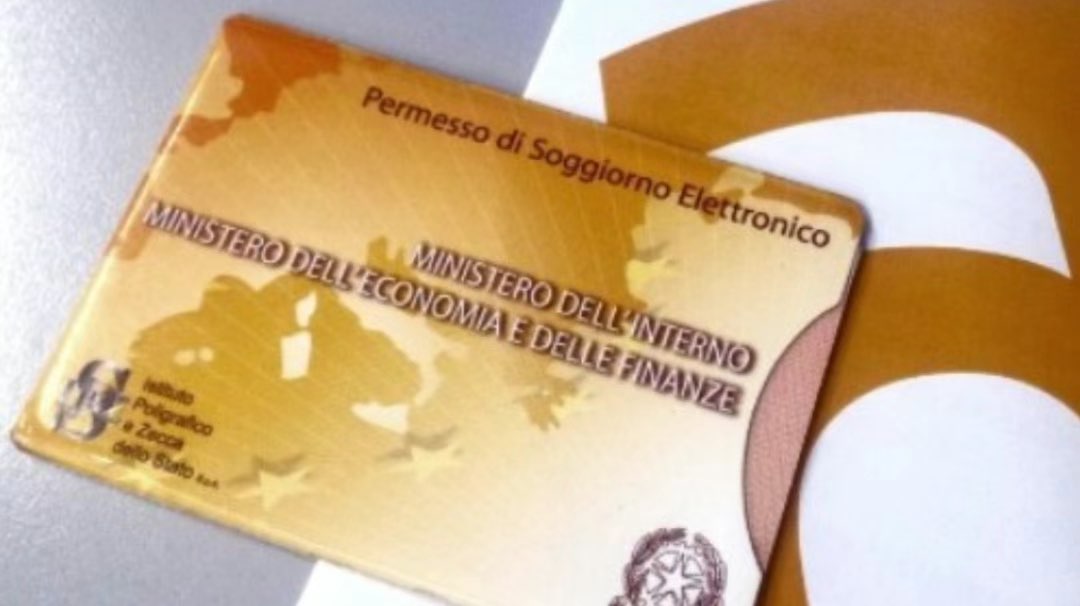 Permesso di Soggiorno Elettronico
MINISTERO DELL'INTERNO
MINISTERO DELL'ECONOMIA E DELLE FINANZE
Istituto
Poligrafico
e Zecca
dello Stato S.p.A.